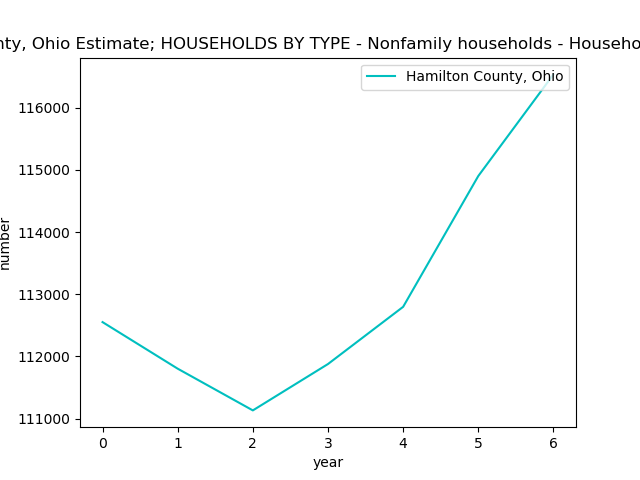 nty, Ohio Estimate; HOUSEHOLDS BY TYPE - Nonfamily households - Househo
Hamilton County, Ohio
116000
115000
114000
113000
112000
111000
number
0 1 2 3 4 5 6
year